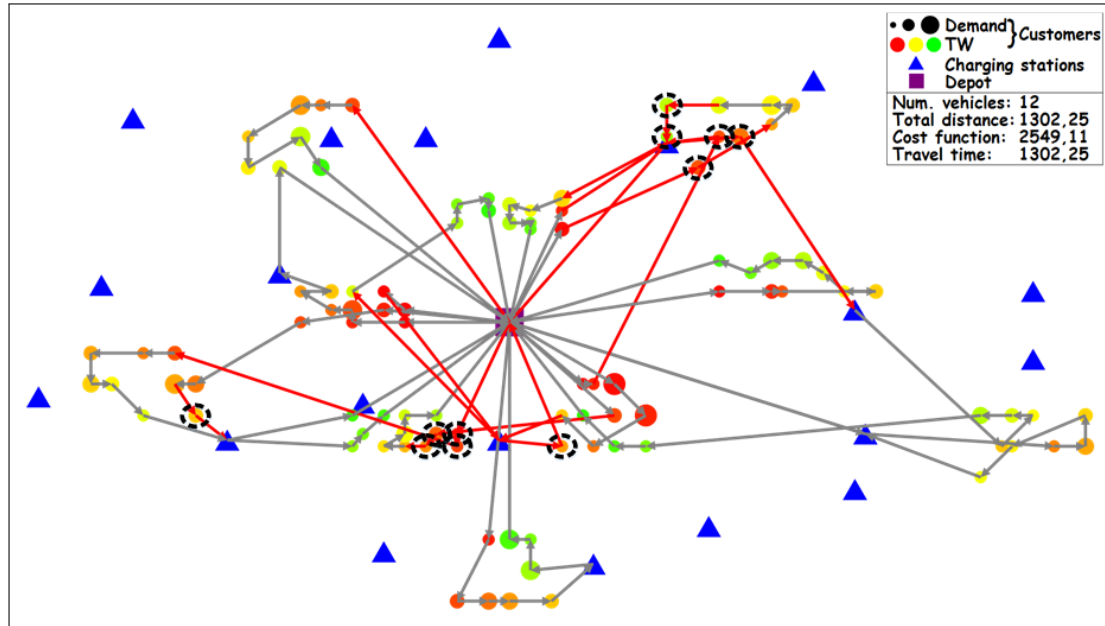 Demand
TW
} Customers
Charging stations
Depot
Num. vehicles: 12
Total distance: 1302,25
Cost function: 2549,11
Travel time: 1302,25